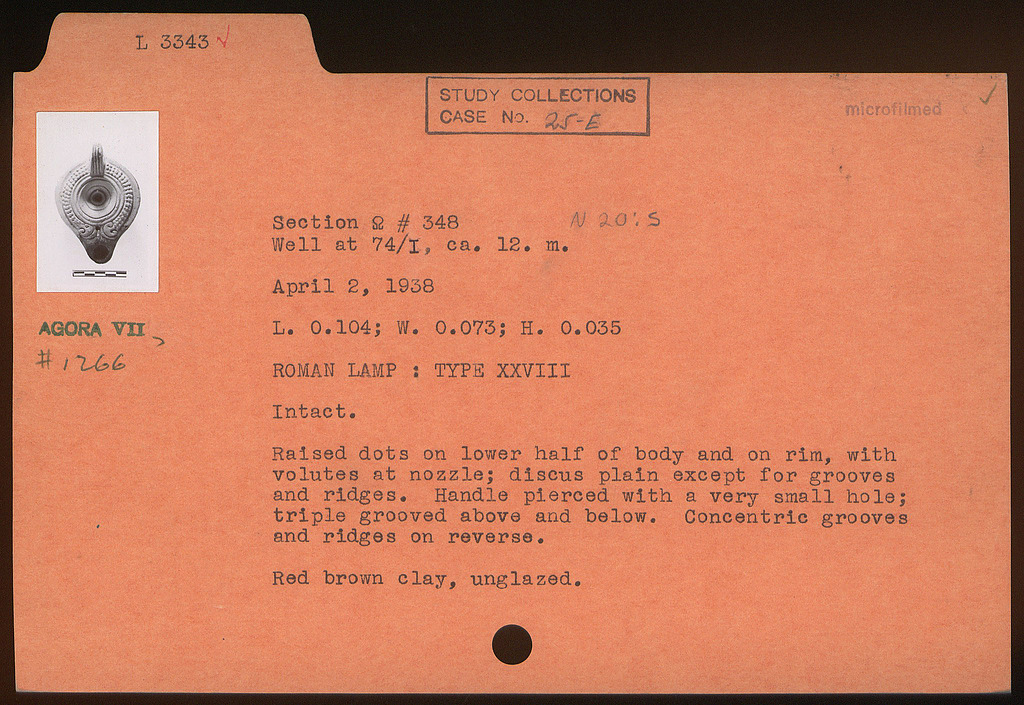 L 3343 ✓
STUDY COLLECTIONS
CASE No. 25-E
microfilmed ✓
Section Ω # 348 N 20:5
Well at 74/I, ca. 12. m.
April 2, 1938
AGORA VII,
#1266
L. 0.104; W. 0.073; H. 0.035
ROMAN LAMP : TYPE XXVIII
Intact.
Raised dots on lower half of body and on rim, with
volutes at nozzle; discus plain except for grooves
and ridges. Handle pierced with a very small hole;
triple grooved above and below. Concentric grooves
and ridges on reverse.
Red brown clay, unglazed.